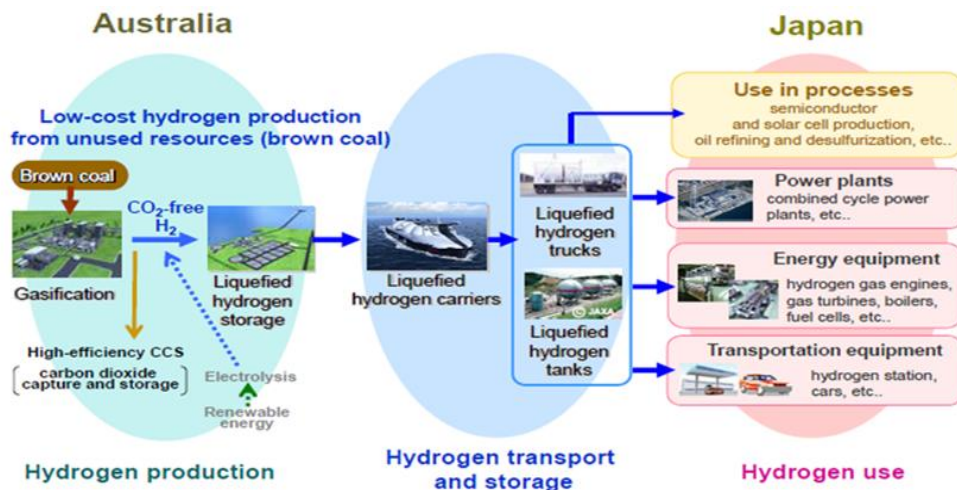 Australia
Japan
Low-cost hydrogen production
from unused resources (brown coal)
Brown coal
CO2-free
H2
Gasification
Liquefied
hydrogen
storage
High-efficiency CCS
carbon dioxide
capture and storage
Electrolysis
Renewable
energy
Hydrogen production
Liquefied
hydrogen carriers
Liquefied
hydrogen
trucks
© JAXA
Liquefied
hydrogen
tanks
Hydrogen transport
and storage
Use in processes
semiconductor
and solar cell production,
oil refining and desulfurization, etc..
Power plants
combined cycle power
plants, etc..
Energy equipment
hydrogen gas engines,
gas turbines, boilers,
fuel cells, etc..
Transportation equipment
hydrogen station,
cars, etc..
Hydrogen use